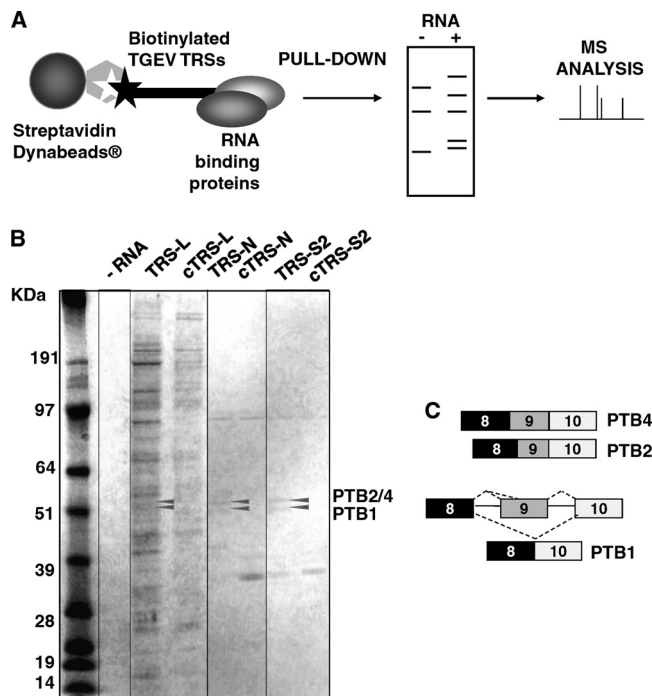 A
RNA
- +
Biotinylated
TGEV TRSs
PULL-DOWN
MS
ANALYSIS
Streptavidin
Dynabeads®
RNA
binding
proteins
B
- RNA
TRS-L
cTRS-L
TRS-N
cTRS-N
TRS-S2
cTRS-S2
KDa
191
97
64
51
39
28
19
14
PTB2/4
PTB1
C
8 9 10 PTB4
8 9 10 PTB2
8 9 10
8 10 PTB1